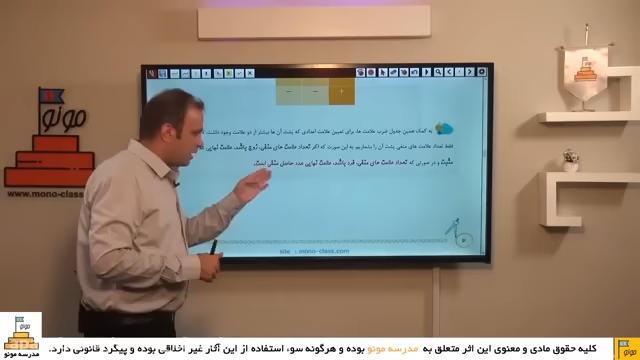 مونو
− − +
به کمک همین جدول ضرب علامت ها، برای تعیین علامت اعدادی که پشت آن ها بیشتر از دو علامت وجود داشت،
فقط تعداد علامت های منفی پشت آن را بشماریم به این صورت که اگر تعداد علامت های منفی، زوج باشد، علامت نهایی
مثبت و در صورتی که تعداد علامت های منفی، فرد باشد، علامت نهایی عدد حاصل منفی است.
site : mono-class.com
mono-class.com
مونو
مدرسه مونو
کلیه حقوق مادی و معنوی این اثر متعلق به مدرسه مونو بوده و هرگونه سوء استفاده از این آثار غیر اخلاقی بوده و پیگرد قانونی دارد.